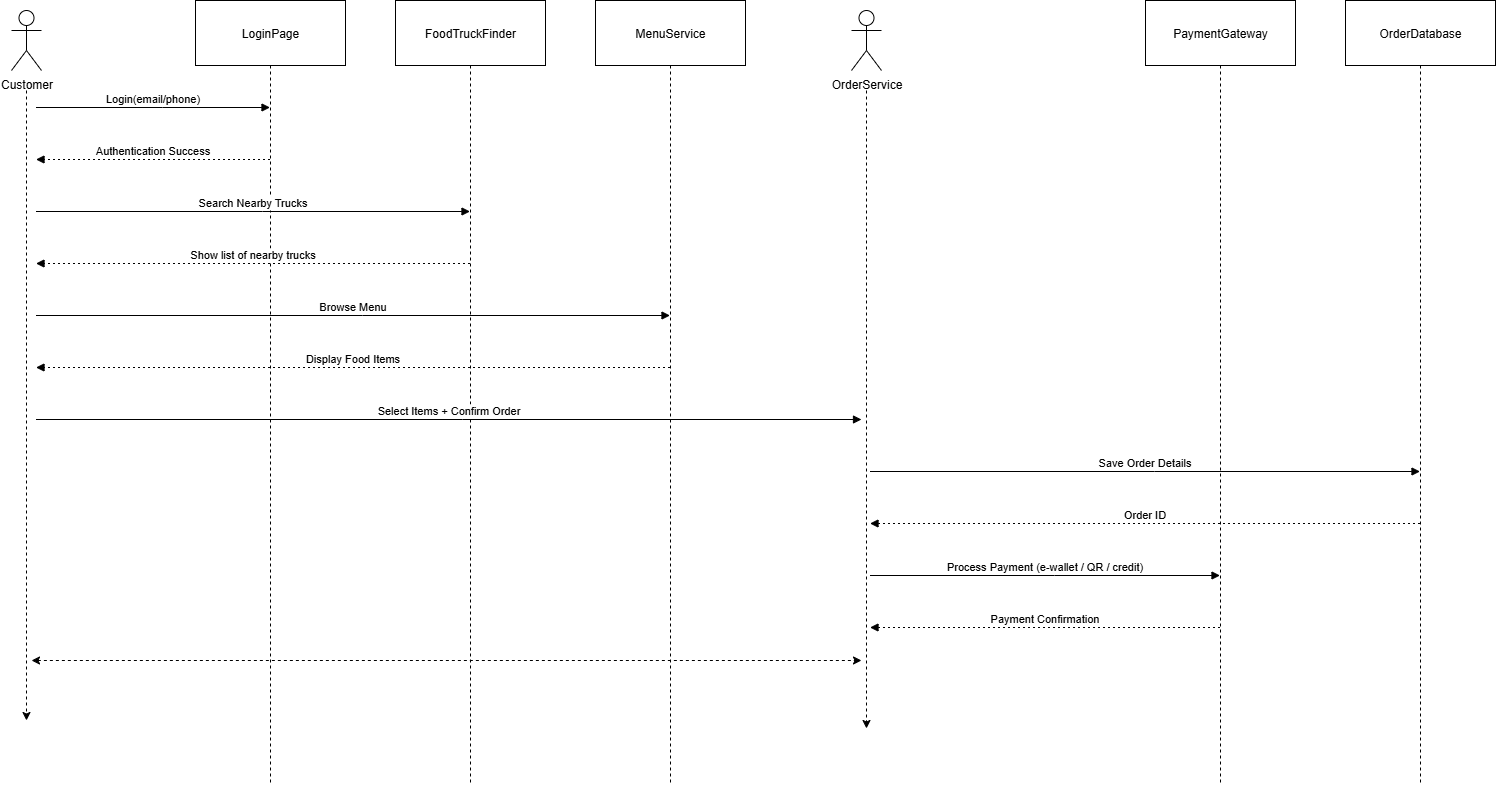 LoginPage
FoodTruckFinder
MenuService
PaymentGateway
OrderDatabase
Customer
OrderService
Login(email/phone)
Authentication Success
Search Nearby Trucks
Show list of nearby trucks
Browse Menu
Display Food Items
Select Items + Confirm Order
Save Order Details
Order ID
Process Payment (e-wallet / QR / credit)
Payment Confirmation